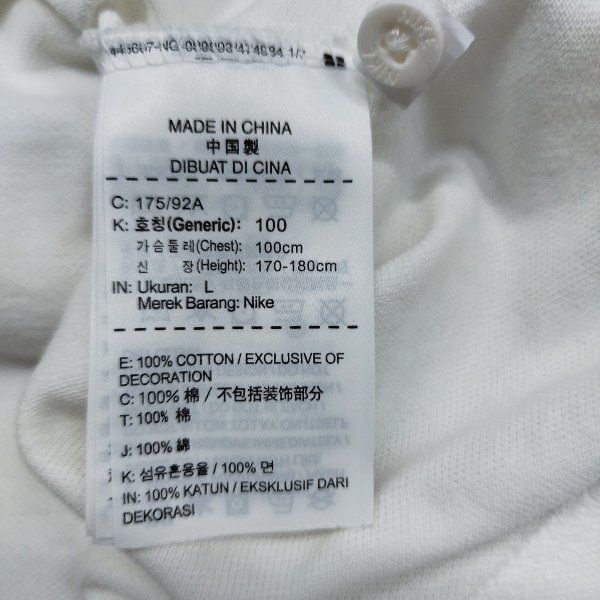 MADE IN CHINA
中国製
DIBUAT DI CINA
C: 175/92A
K: 호칭(Generic): 100
가슴둘레(Chest): 100cm
신 장(Height): 170-180cm
IN: Ukuran: L
Merek Barang: Nike
E: 100% COTTON / EXCLUSIVE OF
DECORATION
C: 100% 棉 / 不包括装饰部分
T: 100% 棉
J: 100% 綿
K: 섬유혼용율 / 100% 면
IN: 100% KATUN / EKSKLUSIF DARI
DEKORASI